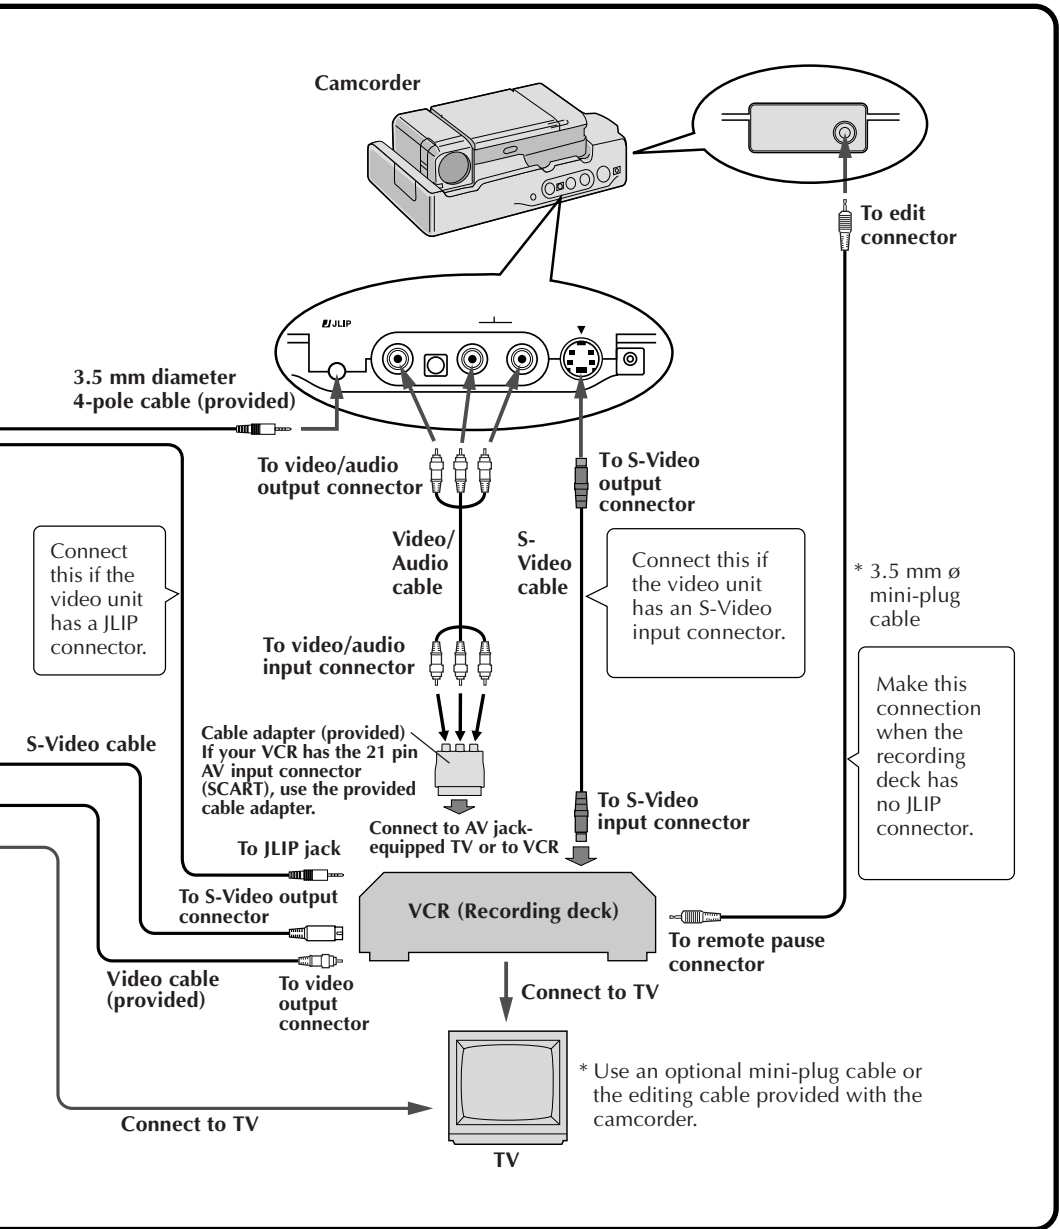 Camcorder
To edit
connector
JLIP
3.5 mm diameter
4-pole cable (provided)
To video/audio
output connector
To S-Video
output
connector
Connect
this if the
video unit
has a JLIP
connector.
Video/
Audio
cable
S-
Video
cable
Connect this if
the video unit
has an S-Video
input connector.
* 3.5 mm ø
mini-plug
cable
To video/audio
input connector
Make this
connection
when the
recording
deck has
no JLIP
connector.
S-Video cable
Cable adapter (provided)
If your VCR has the 21 pin
AV input connector
(SCART), use the provided
cable adapter.
To S-Video
input connector
Connect to AV jack-
equipped TV or to VCR
To JLIP jack
To S-Video output
connector
VCR (Recording deck)
To remote pause
connector
Video cable
(provided)
To video
output
connector
Connect to TV
* Use an optional mini-plug cable or
the editing cable provided with the
camcorder.
Connect to TV
TV